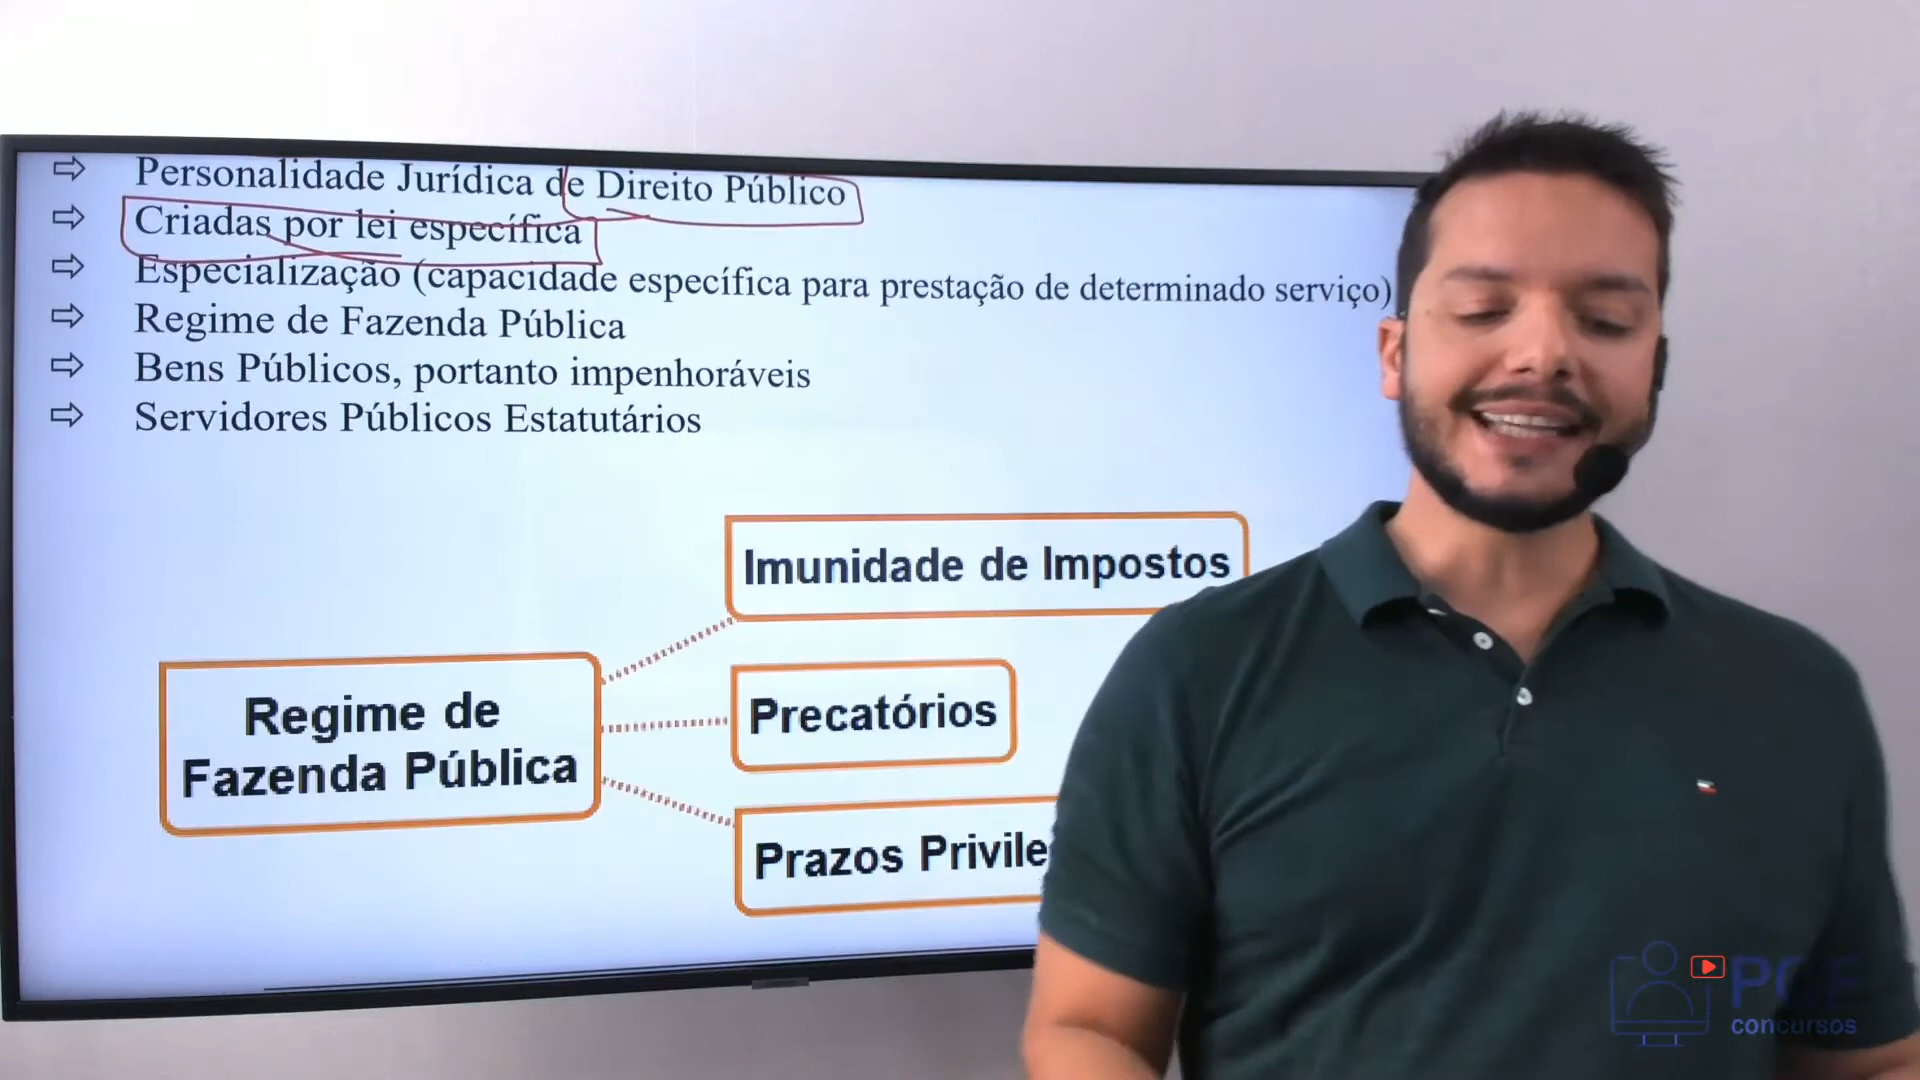 ⇨ Personalidade Jurídica de Direito Público
⇨ Criadas por lei específica
⇨ Especialização (capacidade específica para prestação de determinado serviço)
⇨ Regime de Fazenda Pública
⇨ Bens Públicos, portanto impenhoráveis
⇨ Servidores Públicos Estatutários
Imunidade de Impostos
Regime de
Fazenda Pública
Precatórios
Prazos
concursos